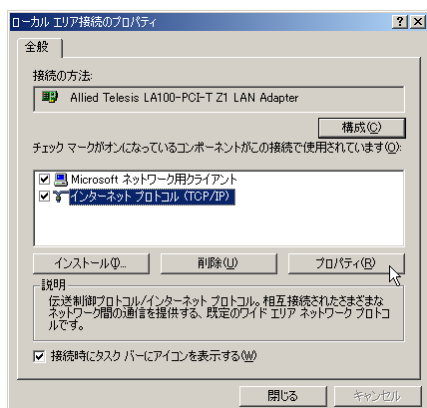 ローカル エリア接続のプロパティ
全般
接続の方法:
Allied Telesis LA100-PCI-T Z1 LAN Adapter
構成(C)
チェック マークがオンになっているコンポーネントがこの接続で使用されています(O):
Microsoft ネットワーク用クライアント
インターネット プロトコル (TCP/IP)
インストール(I)... 削除(U) プロパティ(R)
説明
伝送制御プロトコル/インターネット プロトコル。相互接続されたさまざまな
ネットワーク間の通信を提供する、既定のワイド エリア ネットワーク プロトコ
ルです。
接続時にタスク バーにアイコンを表示する(W)
閉じる キャンセル